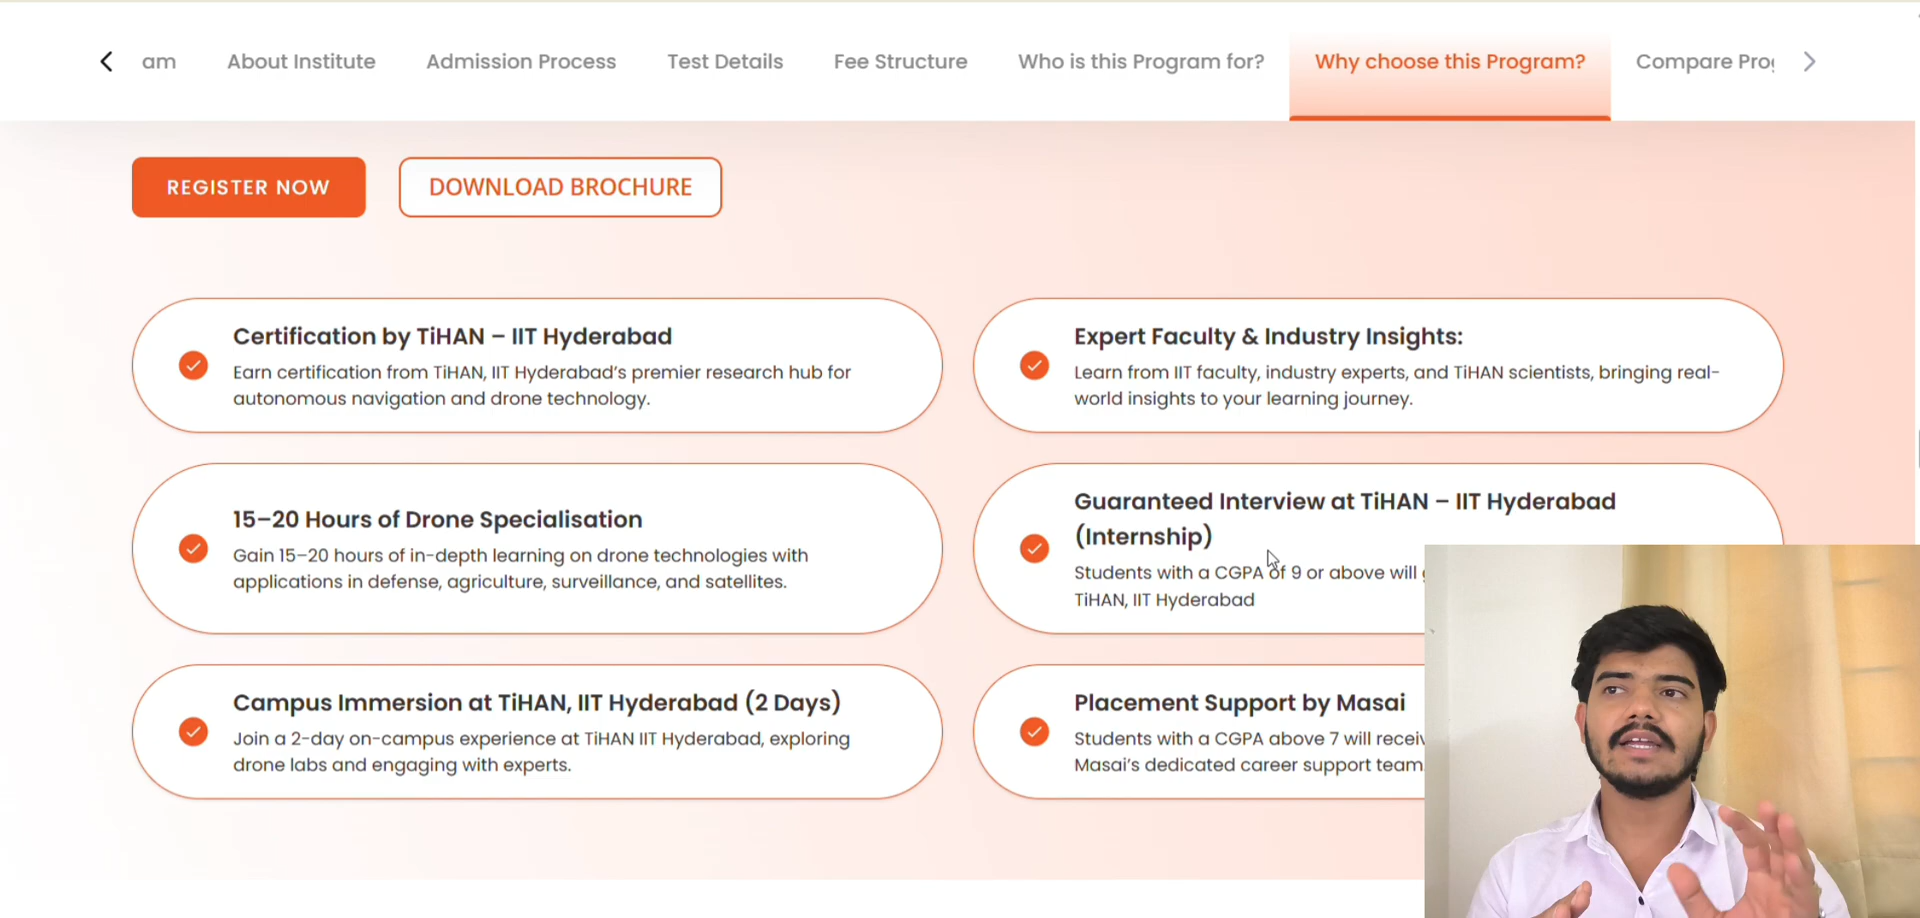 am
About Institute
Admission Process
Test Details
Fee Structure
Who is this Program for?
Why choose this Program?
Compare
REGISTER NOW
DOWNLOAD BROCHURE
Certification by TiHAN – IIT Hyderabad
Earn certification from TiHAN, IIT Hyderabad’s premier research hub for
autonomous navigation and drone technology.
Expert Faculty & Industry Insights:
Learn from IIT faculty, industry experts, and TiHAN scientists, bringing real-
world insights to your learning journey.
15–20 Hours of Drone Specialisation
Gain 15–20 hours of in-depth learning on drone technologies with
applications in defense, agriculture, surveillance, and satellites.
Guaranteed Interview at TiHAN – IIT Hyderabad
(Internship)
Students with a CGPA of 9 or above will
TiHAN, IIT Hyderabad
Campus Immersion at TiHAN, IIT Hyderabad (2 Days)
Join a 2-day on-campus experience at TiHAN IIT Hyderabad, exploring
drone labs and engaging with experts.
Placement Support by Masai
Students with a CGPA above 7 will
Masai’s dedicated career support team.